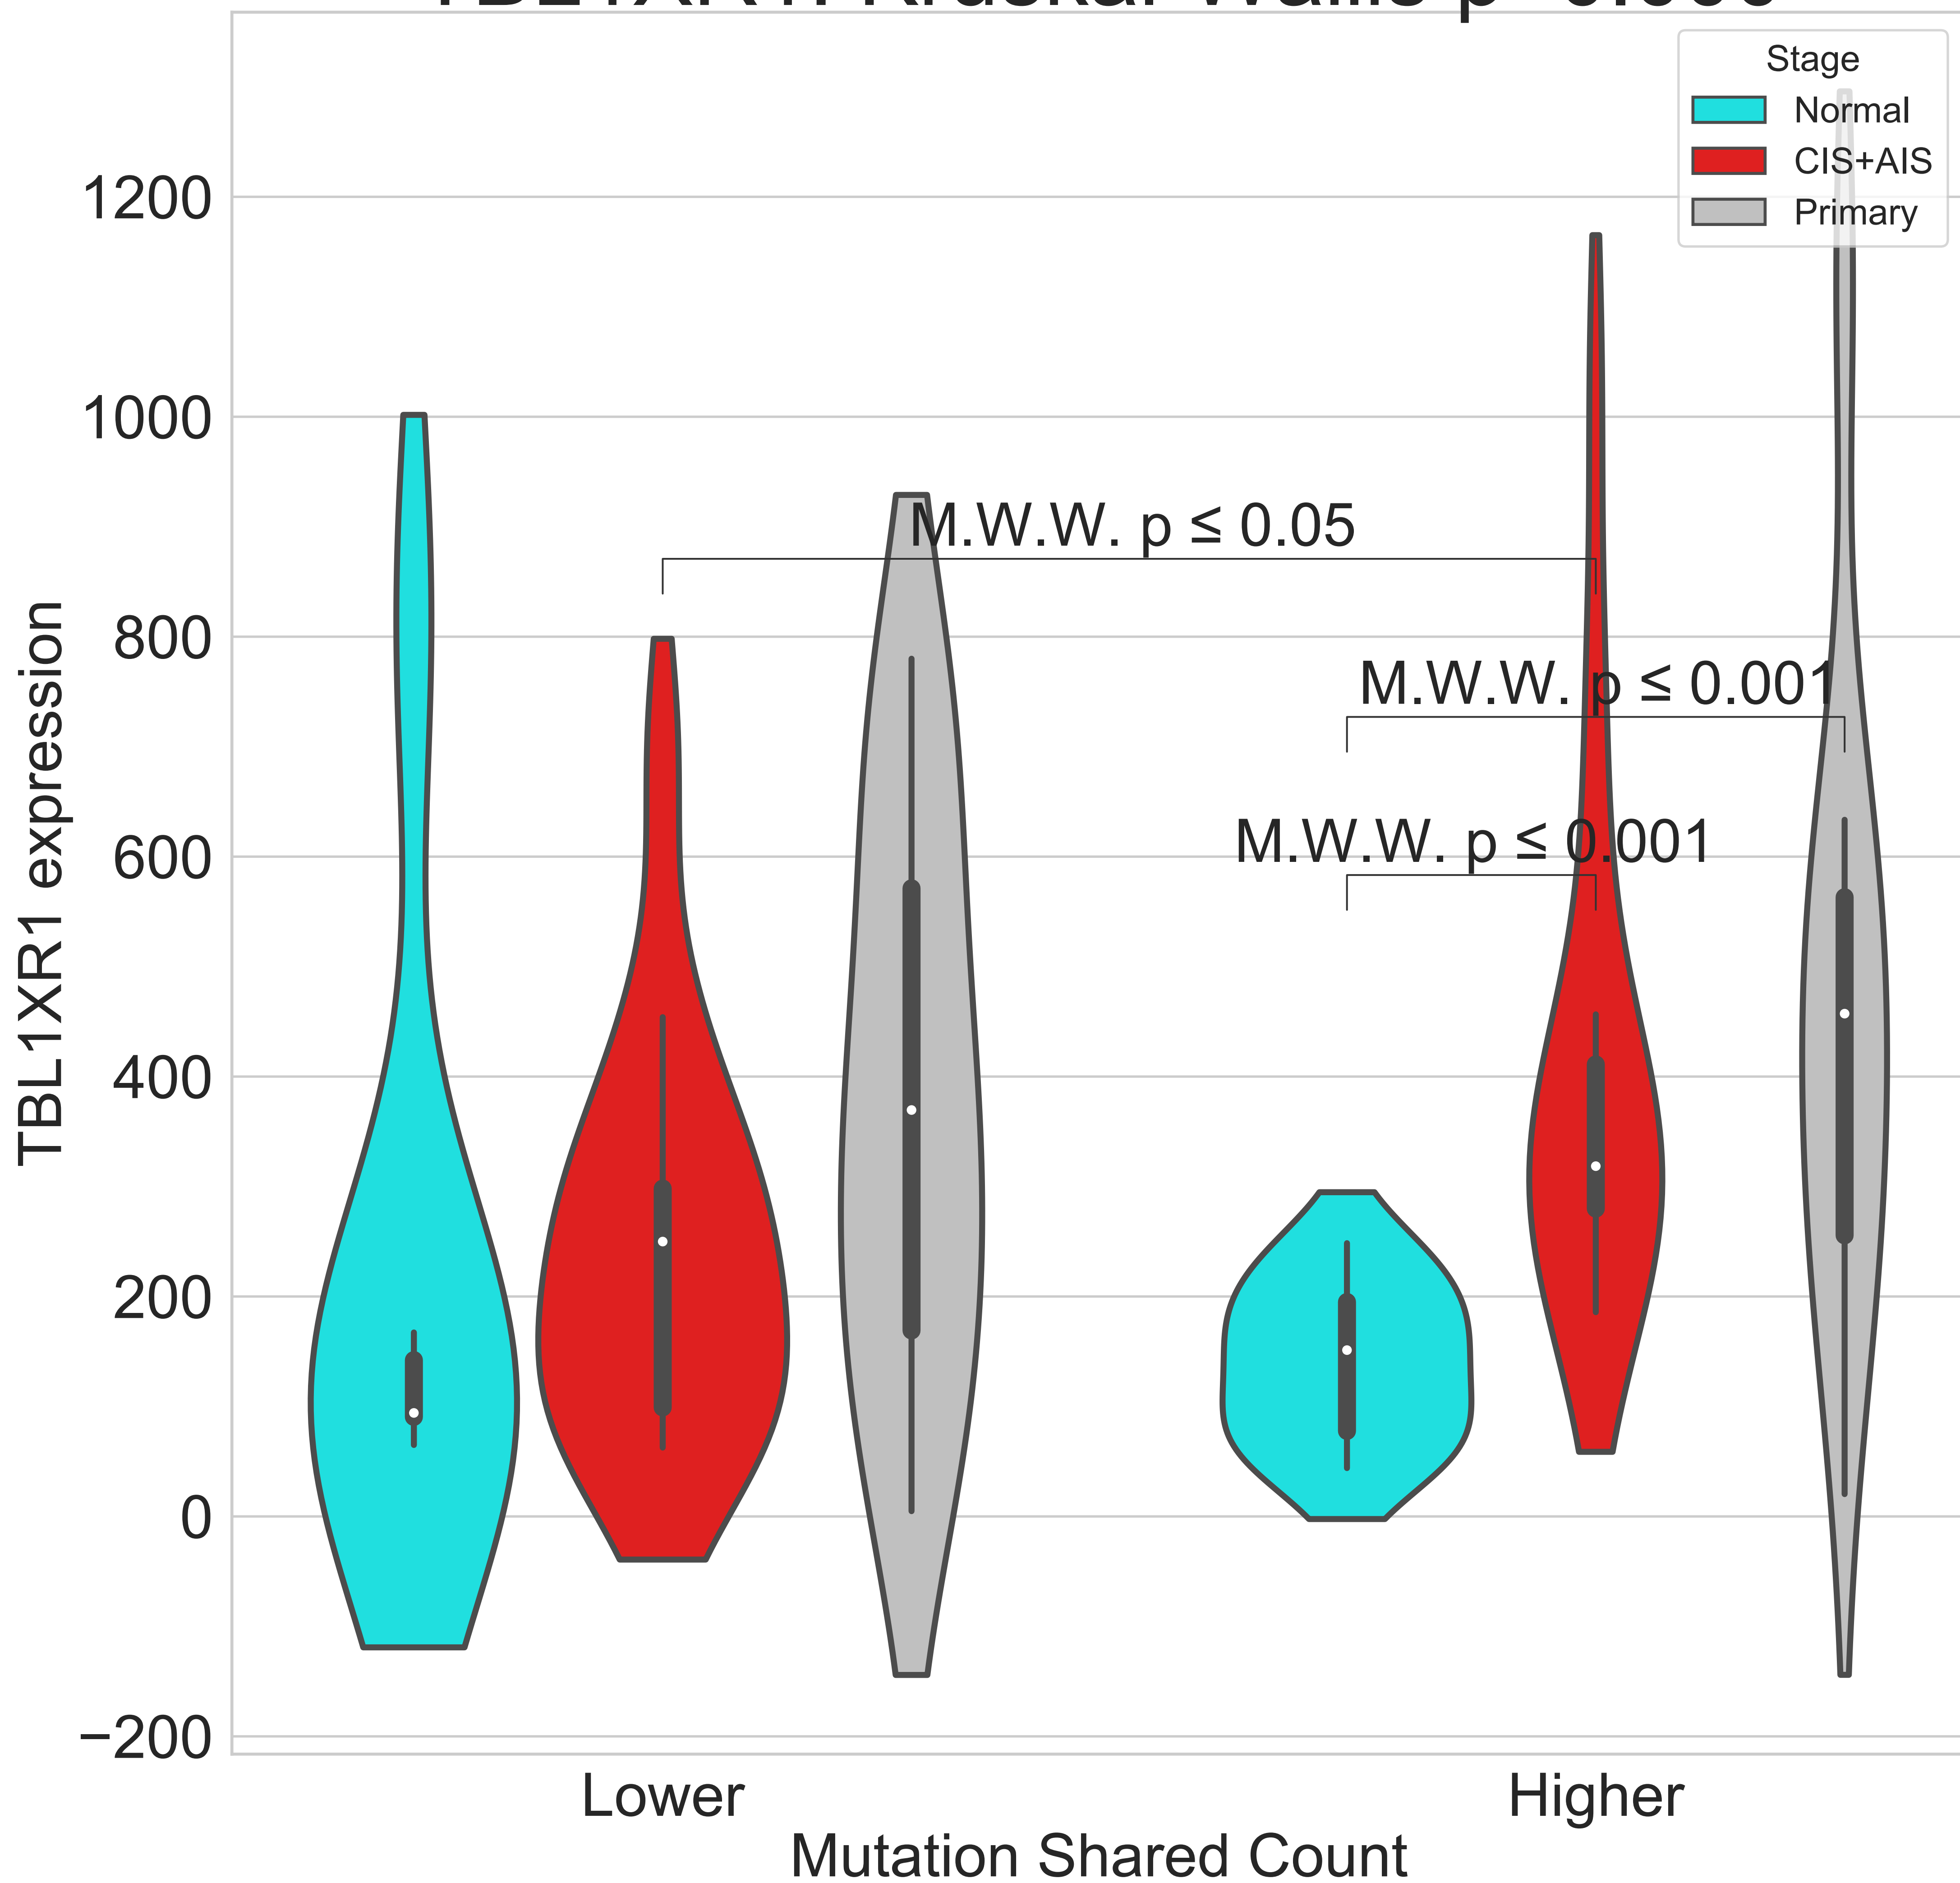 Stage
Normal
CIS+AIS
Primary
1200
1000
800
600
400
200
0
−200
TBL1XR1 expression
M.W.W. p ≤ 0.05
M.W.W. p ≤ 0.001
M.W.W. p ≤ 0.001
Lower
Higher
Mutation Shared Count